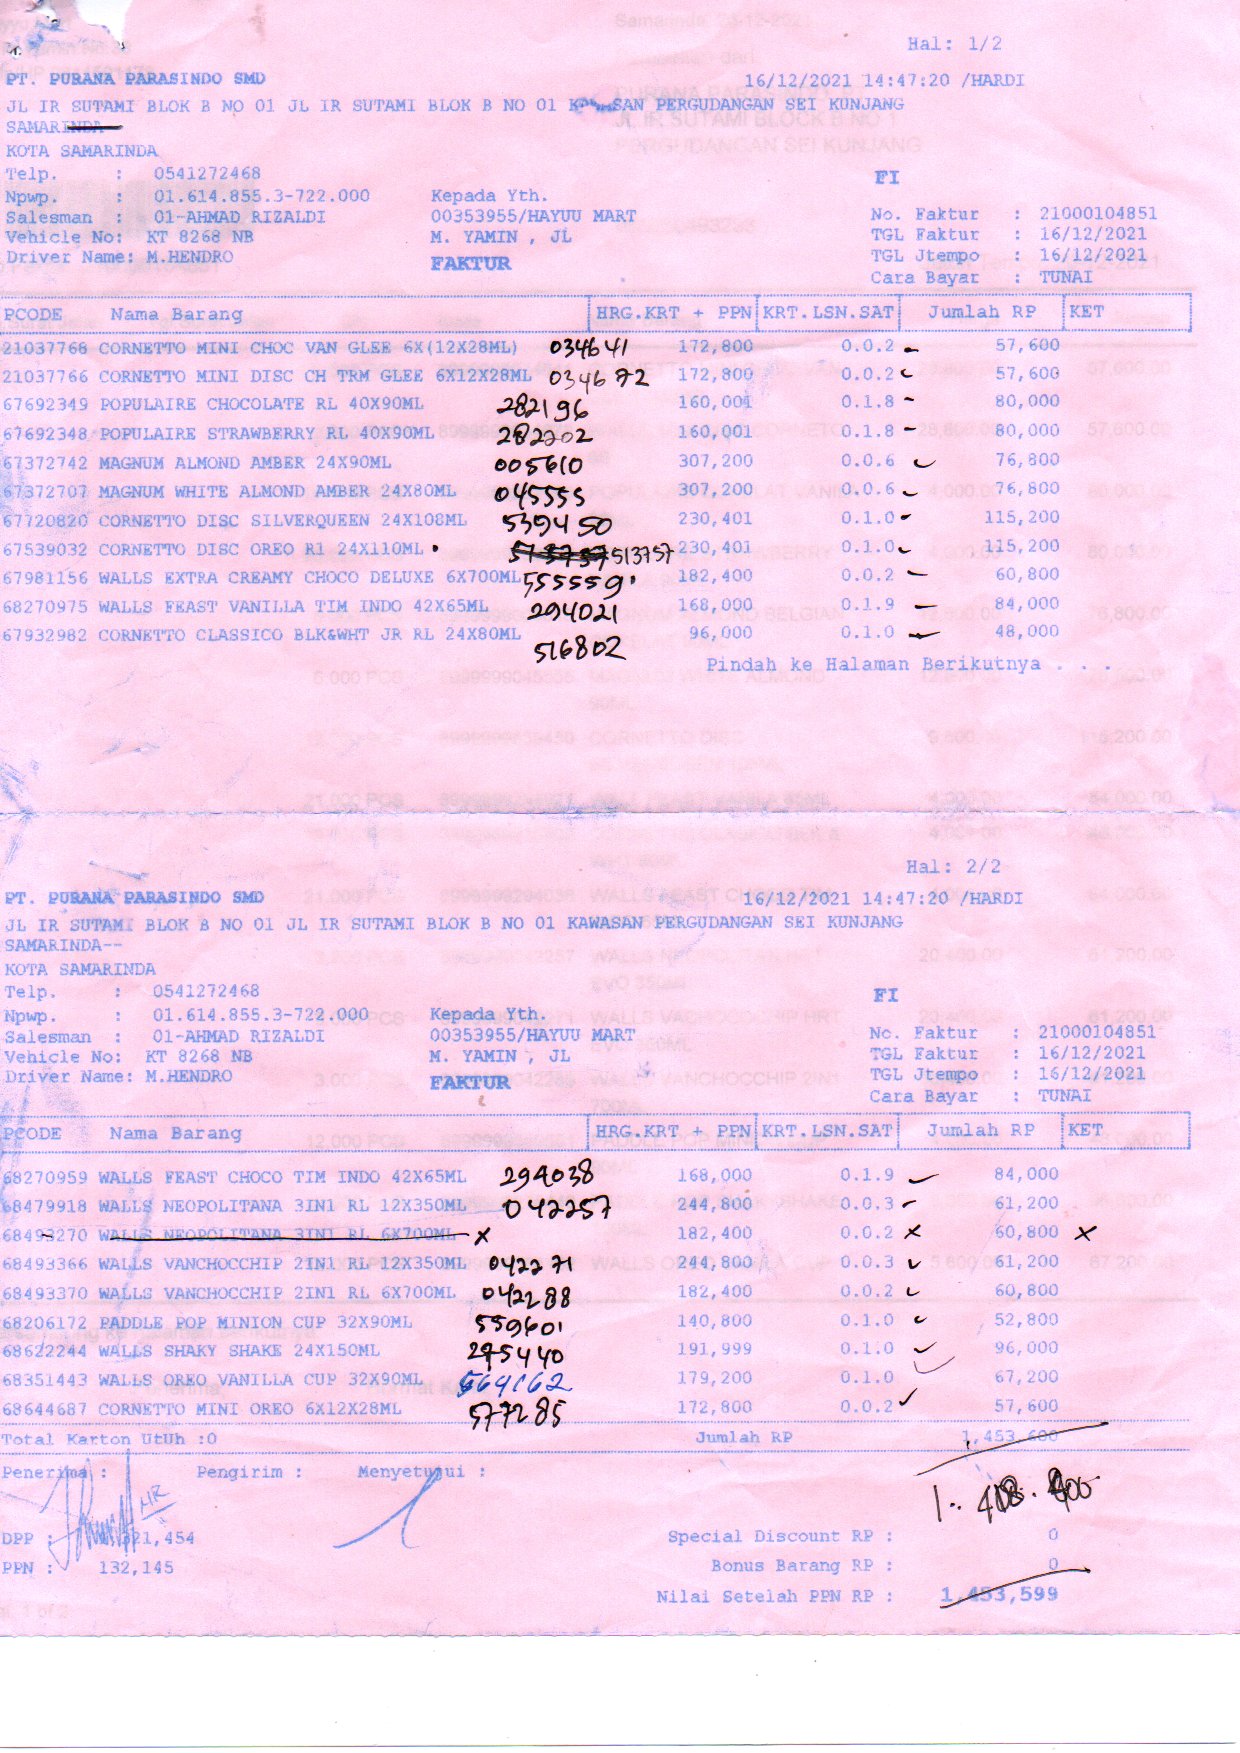 Hal: 1/2
PT. PURANA PARASINDO SMD 16/12/2021 14:47:20 /HARDI
JL IR SUTAMI BLOK B NO 01 JL IR SUTAMI BLOK B NO 01 KAWASAN PERGUDANGAN SEI KUNJANG
SAMARINDA--
KOTA SAMARINDA
Telp. : 0541272468 FI
Npwp. : 01.614.855.3-722.000 Kepada Yth.
Salesman : 01-AHMAD RIZALDI 00353955/HAYUU MART No. Faktur : 21000104851
Vehicle No: KT 8268 NB M. YAMIN , JL TGL Faktur : 16/12/2021
Driver Name: M.HENDRO FAKTUR TGL Jtempo : 16/12/2021
Cara Bayar : TUNAI
PCODE Nama Barang HRG.KRT + PPN KRT.LSN.SAT Jumlah RP KET
21037768 CORNETTO MINI CHOC VAN GLEE 6X(12X28ML) 034641 172,800 0.0.2 57,600
21037766 CORNETTO MINI DISC CH TRM GLEE 6X12X28ML 034672 172,800 0.0.2 57,600
67692349 POPULAIRE CHOCOLATE RL 40X90ML 282196 160,001 0.1.8 80,000
67692348 POPULAIRE STRAWBERRY RL 40X90ML 282202 160,001 0.1.8 80,000
67372742 MAGNUM ALMOND AMBER 24X90ML 005610 307,200 0.0.6 76,800
67372707 MAGNUM WHITE ALMOND AMBER 24X80ML 045555 307,200 0.0.6 76,800
67720820 CORNETTO DISC SILVERQUEEN 24X108ML 539450 230,401 0.1.0 115,200
67539032 CORNETTO DISC OREO R1 24X110ML 513757 230,401 0.1.0 115,200
67981156 WALLS EXTRA CREAMY CHOCO DELUXE 6X700ML 555559 182,400 0.0.2 60,800
68270975 WALLS FEAST VANILLA TIM INDO 42X65ML 294021 168,000 0.1.9 84,000
67932982 CORNETTO CLASSICO BLK&WHT JR RL 24X80ML 96,000 0.1.0 48,000
516802
Pindah ke Halaman Berikutnya . . .
Hal: 2/2
PT. PURANA PARASINDO SMD 16/12/2021 14:47:20 /HARDI
JL IR SUTAMI BLOK B NO 01 JL IR SUTAMI BLOK B NO 01 KAWASAN PERGUDANGAN SEI KUNJANG
SAMARINDA--
KOTA SAMARINDA
Telp. : 0541272468 FI
Npwp. : 01.614.855.3-722.000 Kepada Yth.
Salesman : 01-AHMAD RIZALDI 00353955/HAYUU MART No. Faktur : 21000104851
Vehicle No: KT 8268 NB M. YAMIN , JL TGL Faktur : 16/12/2021
Driver Name: M.HENDRO FAKTUR TGL Jtempo : 16/12/2021
Cara Bayar : TUNAI
PCODE Nama Barang HRG.KRT + PPN KRT.LSN.SAT Jumlah RP KET
68270959 WALLS FEAST CHOCO TIM INDO 42X65ML 294038 168,000 0.1.9 84,000
68479918 WALLS NEOPOLITANA 3IN1 RL 12X350ML 042257 244,800 0.0.3 61,200
68493270 WALLS NEOPOLITANA 3IN1 RL 6X700ML x 182,400 0.0.2 x 60,800 x
68493366 WALLS VANCHOCCHIP 2IN1 RL 12X350ML 042271 244,800 0.0.3 61,200
68493370 WALLS VANCHOCCHIP 2IN1 RL 6X700ML 042288 182,400 0.0.2 60,800
68206172 PADDLE POP MINION CUP 32X90ML 559601 140,800 0.1.0 52,800
68622244 WALLS SHAKY SHAKE 24X150ML 275440 191,999 0.1.0 96,000
68351443 WALLS OREO VANILLA CUP 32X90ML 564162 179,200 0.1.0 67,200
68644687 CORNETTO MINI OREO 6X12X28ML 577285 172,800 0.0.2 57,600
Total Karton UtUh :0 Jumlah RP 1,453,600
Penerima : Pengirim : Menyetujui :
DPP : Special Discount RP : 0
PPN : 132,145 Bonus Barang RP : 0
Nilai Setelah PPN RP : 1,453,599